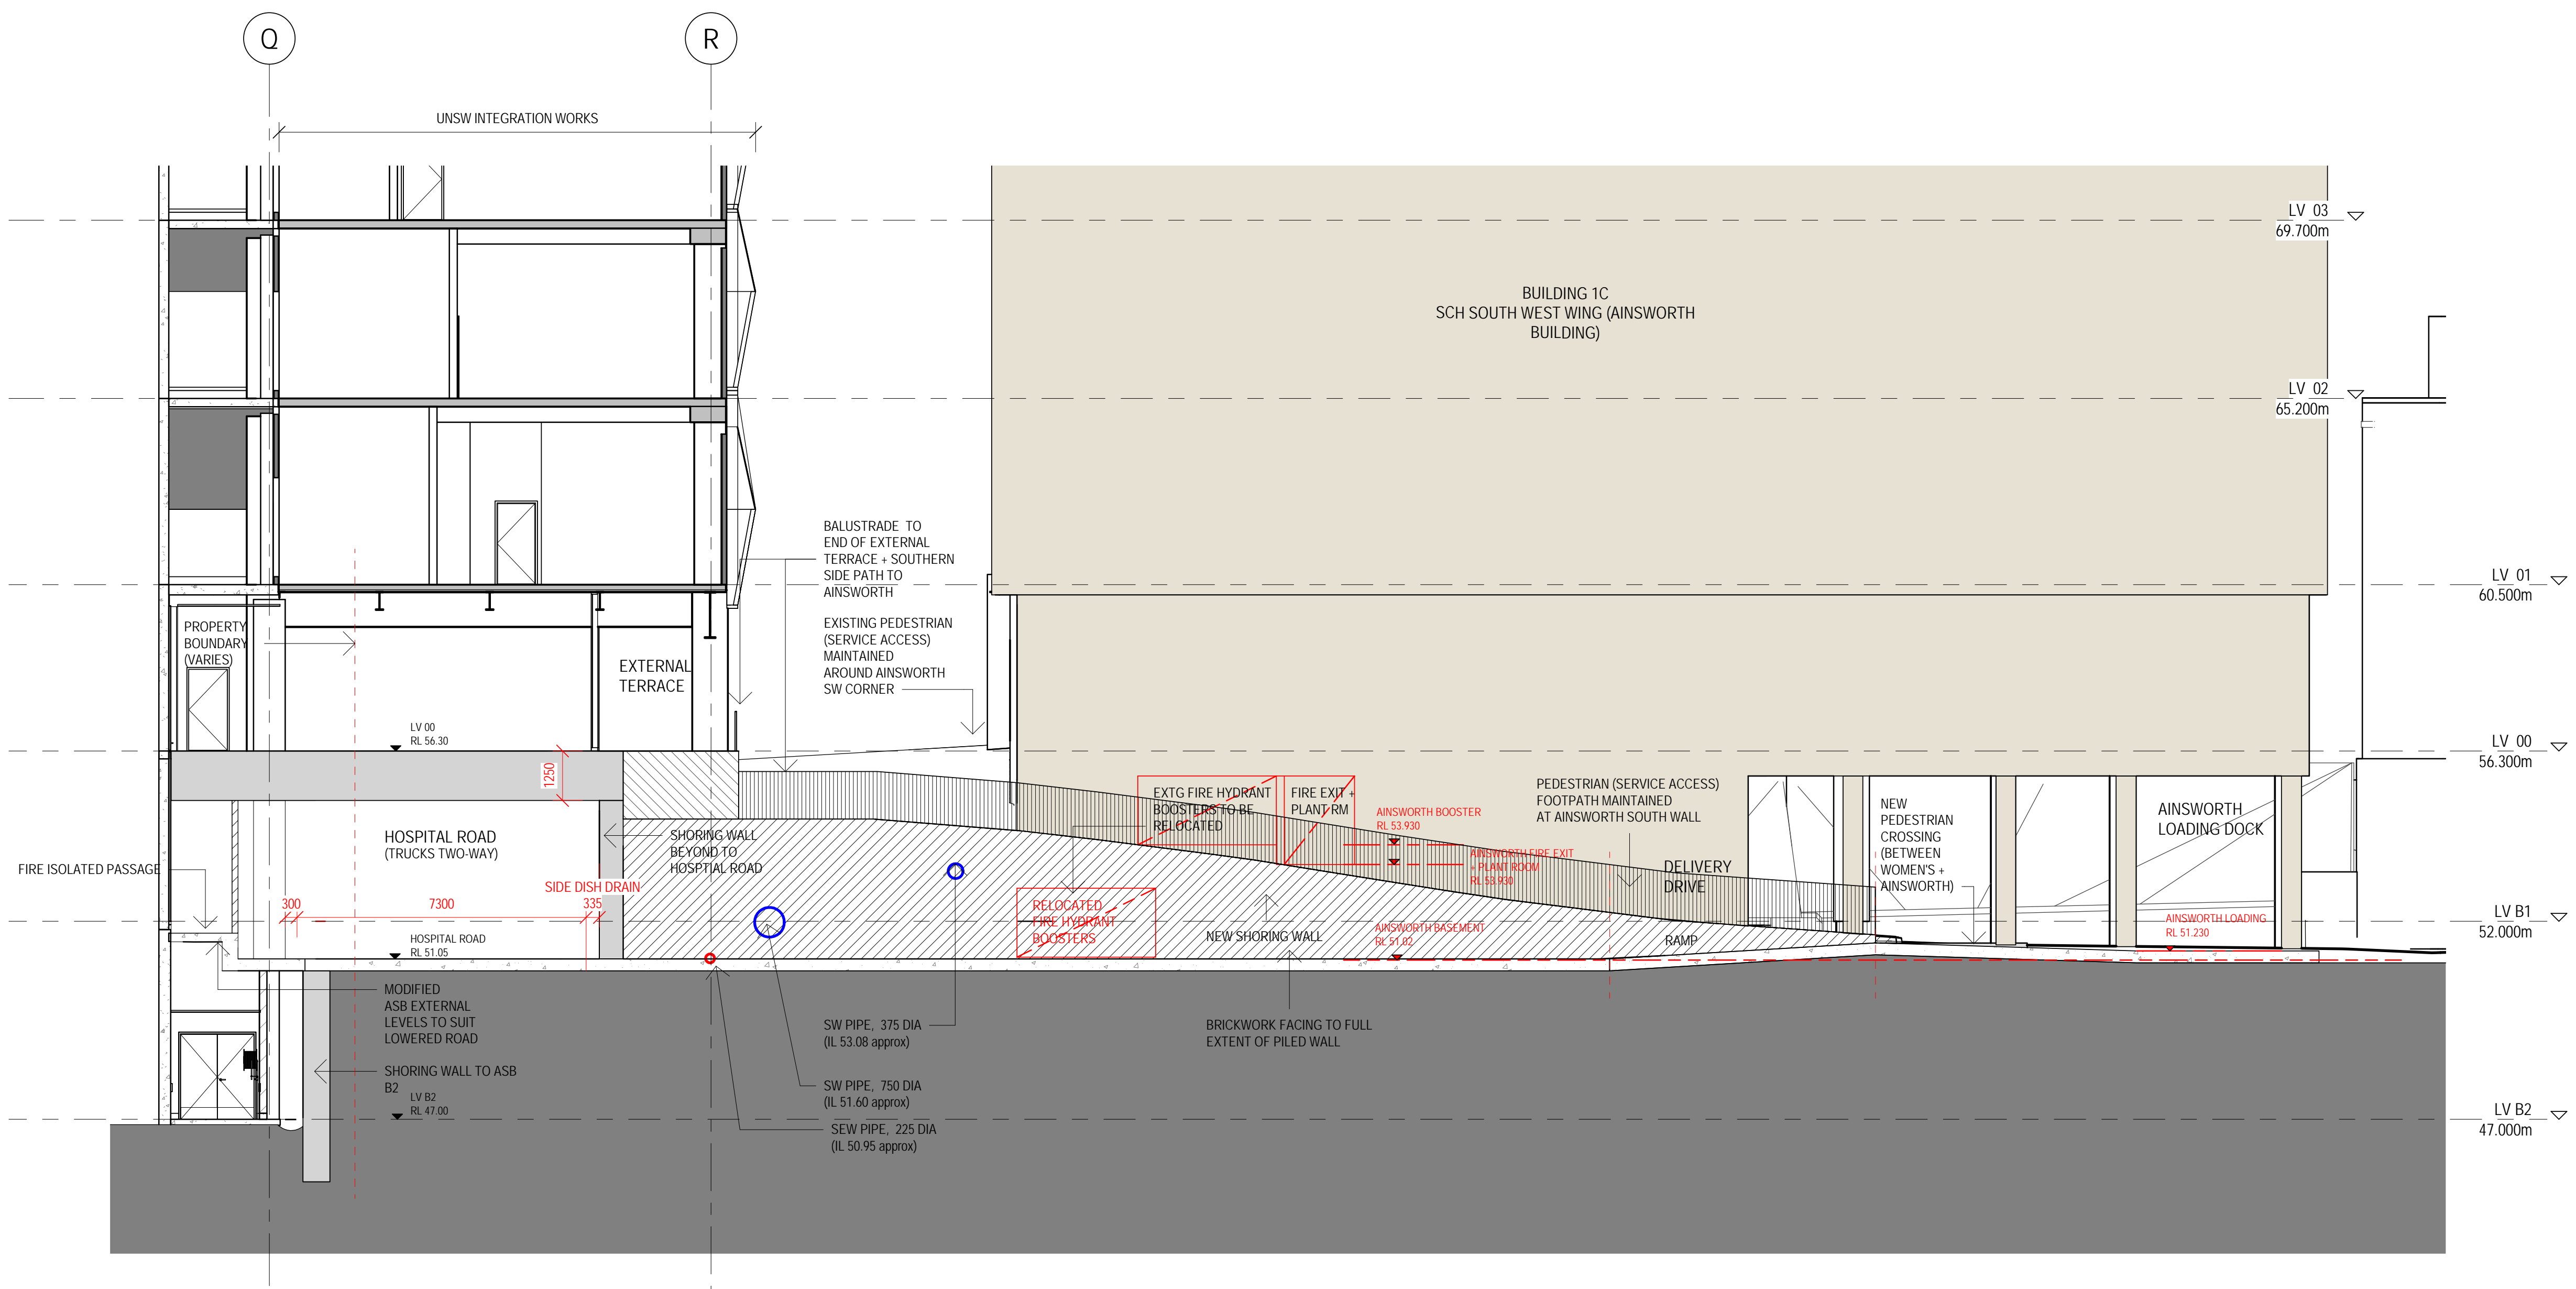 Q
R
UNSW INTEGRATION WORKS
LV 03
69.700m
BUILDING 1C
SCH SOUTH WEST WING (AINSWORTH
BUILDING)
LV 02
65.200m
BALUSTRADE TO
END OF EXTERNAL
TERRACE + SOUTHERN
SIDE PATH TO
AINSWORTH
LV 01
60.500m
PROPERTY
BOUNDARY
(VARIES)
EXISTING PEDESTRIAN
(SERVICE ACCESS)
MAINTAINED
AROUND AINSWORTH
SW CORNER
EXTERNAL
TERRACE
LV 00
RL 56.30
LV 00
56.300m
1250
EXTG FIRE HYDRANT
BOOSTERS TO BE
RELOCATED
FIRE EXIT +
PLANT RM
AINSWORTH BOOSTER
RL 53.930
PEDESTRIAN (SERVICE ACCESS)
FOOTPATH MAINTAINED
AT AINSWORTH SOUTH WALL
NEW
PEDESTRIAN
CROSSING
(BETWEEN
WOMEN'S +
AINSWORTH)
AINSWORTH
LOADING DOCK
HOSPITAL ROAD
(TRUCKS TWO-WAY)
SHORING WALL
BEYOND TO
HOSPTIAL ROAD
AINSWORTH FIRE EXIT
+ PLANT ROOM
RL 53.930
DELIVERY
DRIVE
FIRE ISOLATED PASSAGE
SIDE DISH DRAIN
300
7300
335
RELOCATED
FIRE HYDRANT
BOOSTERS
NEW SHORING WALL
AINSWORTH BASEMENT
RL 51.02
RAMP
AINSWORTH LOADING
RL 51.230
LV B1
52.000m
HOSPITAL ROAD
RL 51.05
MODIFIED
ASB EXTERNAL
LEVELS TO SUIT
LOWERED ROAD
SW PIPE, 375 DIA
(IL 53.08 approx)
BRICKWORK FACING TO FULL
EXTENT OF PILED WALL
SHORING WALL TO ASB
B2
SW PIPE, 750 DIA
(IL 51.60 approx)
LV B2
RL 47.00
SEW PIPE, 225 DIA
(IL 50.95 approx)
LV B2
47.000m